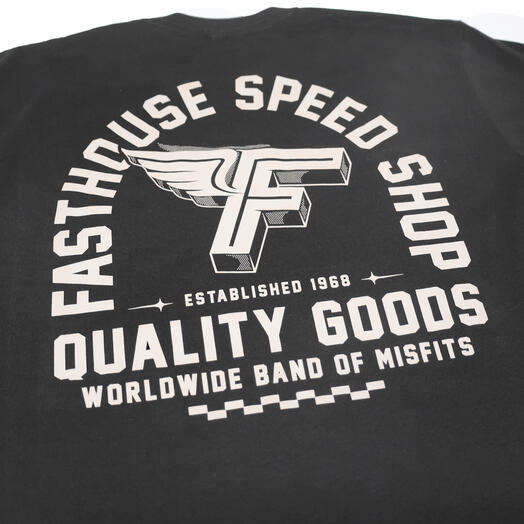 FASTHOUSE SPEED SHOP
F
ESTABLISHED 1968
QUALITY GOODS
WORLDWIDE BAND OF MISFITS